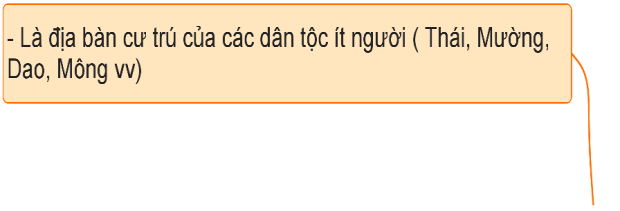 - Là địa bàn cư trú của các dân tộc ít người ( Thái, Mường,
Dao, Mông vv)